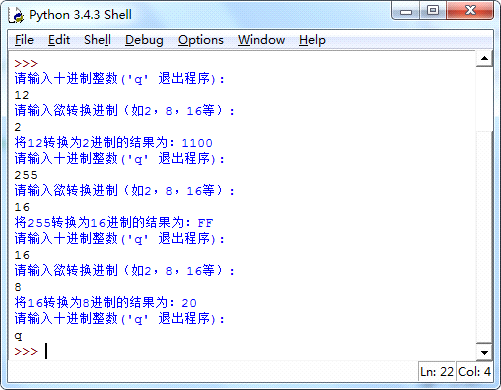 Python 3.4.3 Shell
File Edit Shell Debug Options Window Help
>>>
请输入十进制整数('q' 退出程序):
12
请输入欲转换进制（如2，8，16等）:
2
将12转换为2进制的结果为: 1100
请输入十进制整数('q' 退出程序):
255
请输入欲转换进制（如2，8，16等）:
16
将255转换为16进制的结果为: FF
请输入十进制整数('q' 退出程序):
16
请输入欲转换进制（如2，8，16等）:
8
将16转换为8进制的结果为: 20
请输入十进制整数('q' 退出程序):
q
>>>
Ln: 22 Col: 4